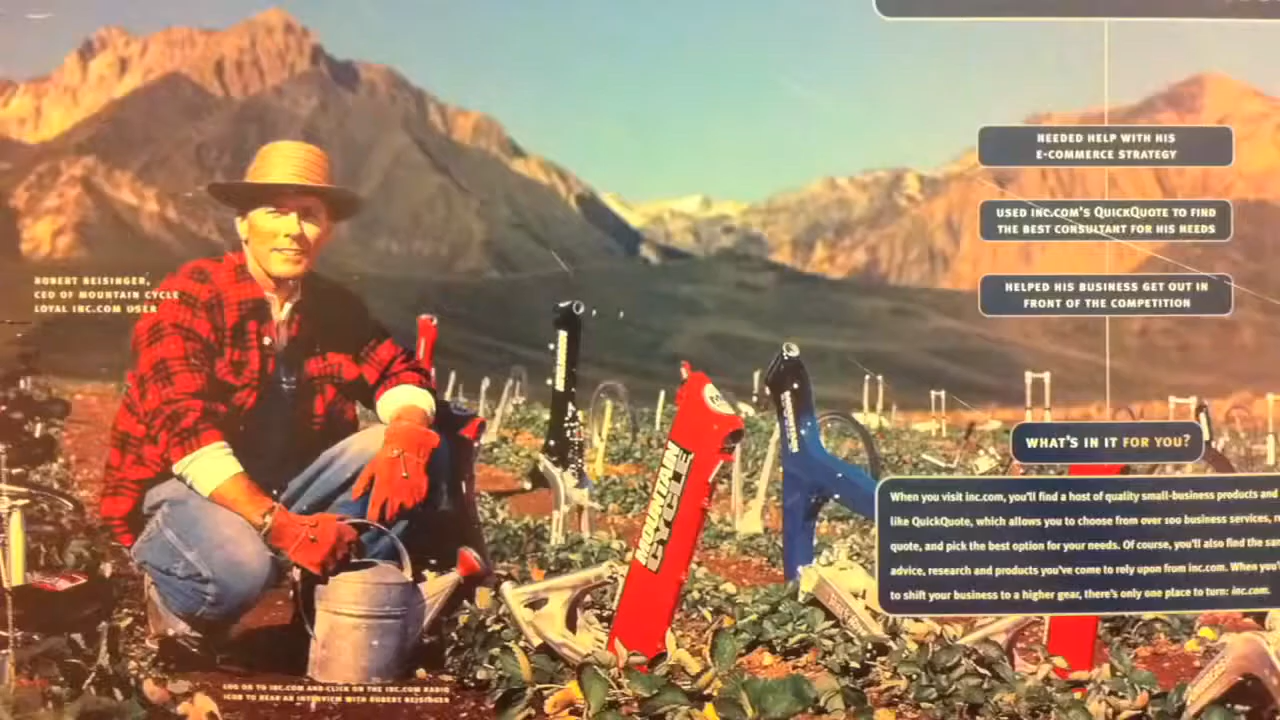 ROBERT REISINGER,
CEO OF MOUNTAIN CYCLE
LOYAL INC.COM USER
NEEDED HELP WITH HIS
E-COMMERCE STRATEGY
USED INC.COM'S QUICKQUOTE TO FIND
THE BEST CONSULTANT FOR HIS NEEDS
HELPED HIS BUSINESS GET OUT IN
FRONT OF THE COMPETITION
MOUNTAIN
CYCLE
MOUNTAIN
WHAT'S IN IT FOR YOU?
When you visit inc.com, you'll find a host of quality small-business products and
like QuickQuote, which allows you to choose from over 100 business services,
quote, and pick the best option for your needs. Of course, you'll also find the
advice, research and products you've come to rely upon from inc.com. When
to shift your business to a higher gear, there's only one place to turn: inc.com.
LOG ON TO INC.COM AND CLICK ON THE INC.COM RADIO
ICON TO HEAR AN INTERVIEW WITH ROBERT REISINGER